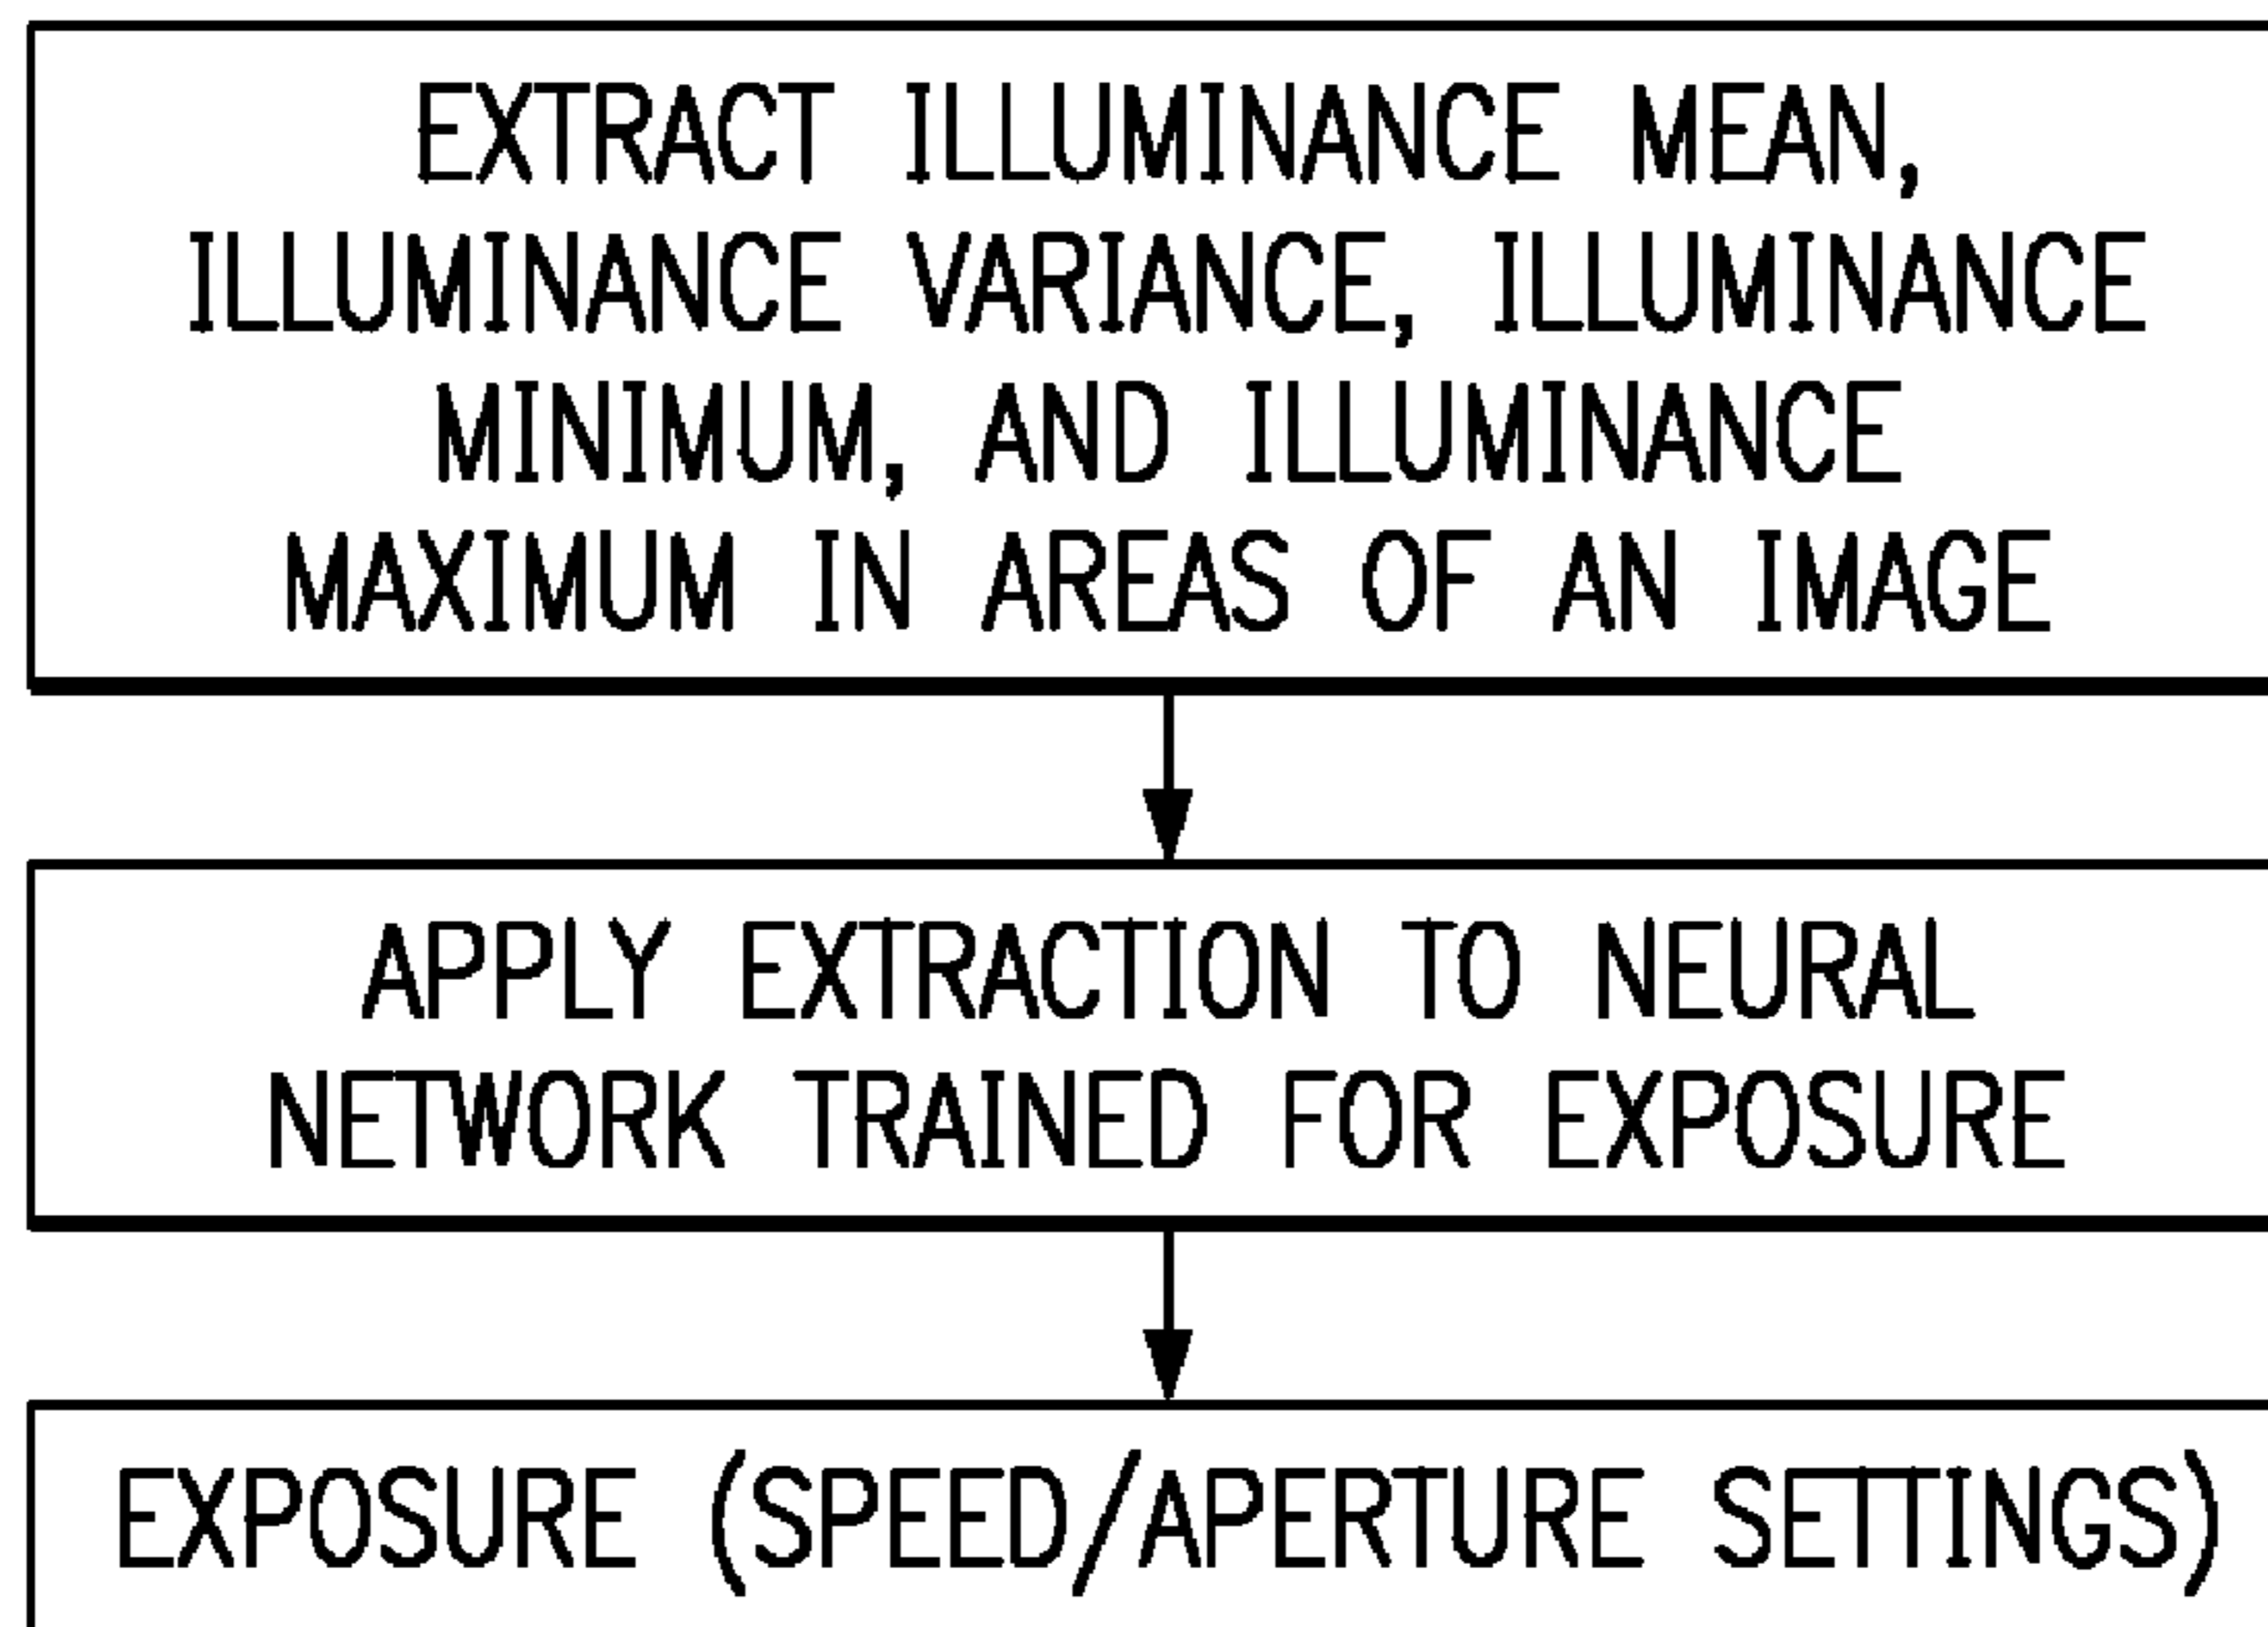 EXTRACT ILLUMINANCE MEAN,
ILLUMINANCE VARIANCE, ILLUMINANCE
MINIMUM, AND ILLUMINANCE
MAXIMUM IN AREAS OF AN IMAGE
APPLY EXTRACTION TO NEURAL
NETWORK TRAINED FOR EXPOSURE
EXPOSURE (SPEED/APERTURE SETTINGS)